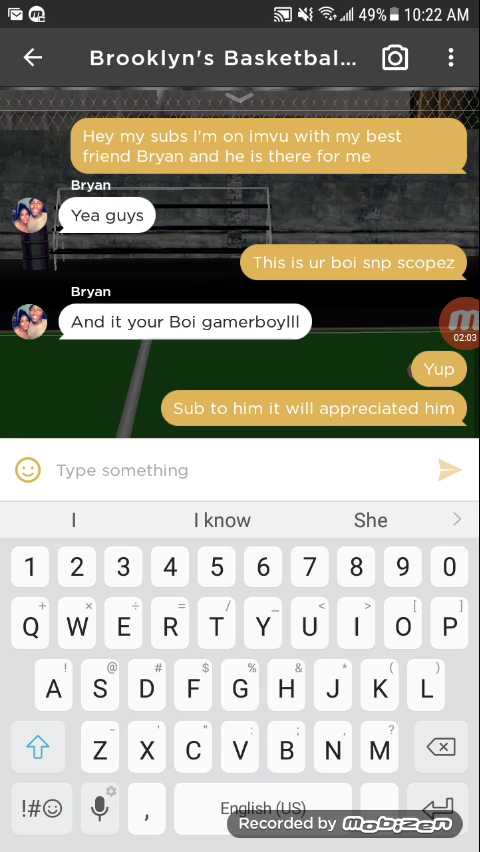 49% 10:22 AM
Brooklyn's Basketbal...
Hey my subs I'm on imvu with my best
friend Bryan and he is there for me
Bryan
Yea guys
This is ur boi snp scopez
Bryan
And it your Boi gamerboylll
02:03
Yup
Sub to him it will appreciated him
Type something
I I know She
1 2 3 4 5 6 7 8 9 0
+ × ÷ = / _ < > [ ]
Q W E R T Y U I O P
! @ # $ % & * ( )
A S D F G H J K L
- ' " : ; , ?
Z X C V B N M
!#☺ , English (US)
Recorded by mobizen